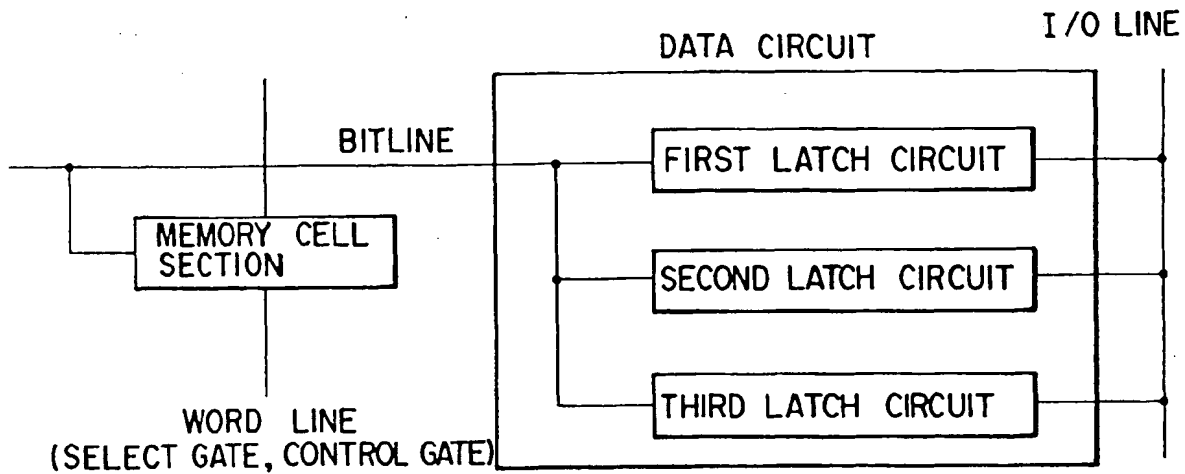 I/O LINE
DATA CIRCUIT
BITLINE
FIRST LATCH CIRCUIT
MEMORY CELL
SECTION
SECOND LATCH CIRCUIT
THIRD LATCH CIRCUIT
WORD LINE
(SELECT GATE, CONTROL GATE)